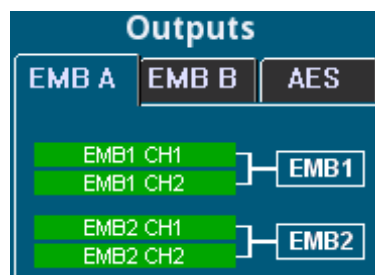 Outputs
EMB A EMB B AES
EMB1 CH1
EMB1 CH2
EMB1
EMB2 CH1
EMB2 CH2
EMB2